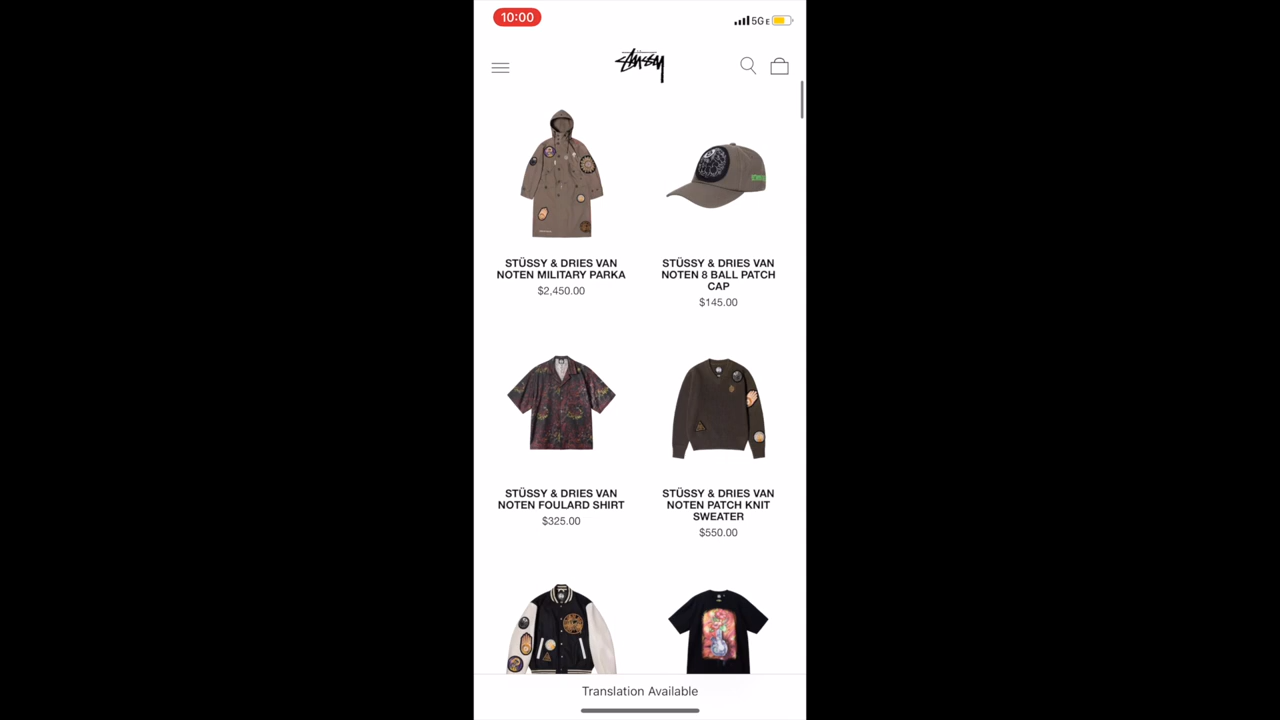 10:00
5G E
Stüssy
STÜSSY & DRIES VAN
NOTEN MILITARY PARKA
$2,450.00
STÜSSY & DRIES VAN
NOTEN 8 BALL PATCH
CAP
$145.00
STÜSSY & DRIES VAN
NOTEN FOULARD SHIRT
$325.00
STÜSSY & DRIES VAN
NOTEN PATCH KNIT
SWEATER
$550.00
Translation Available